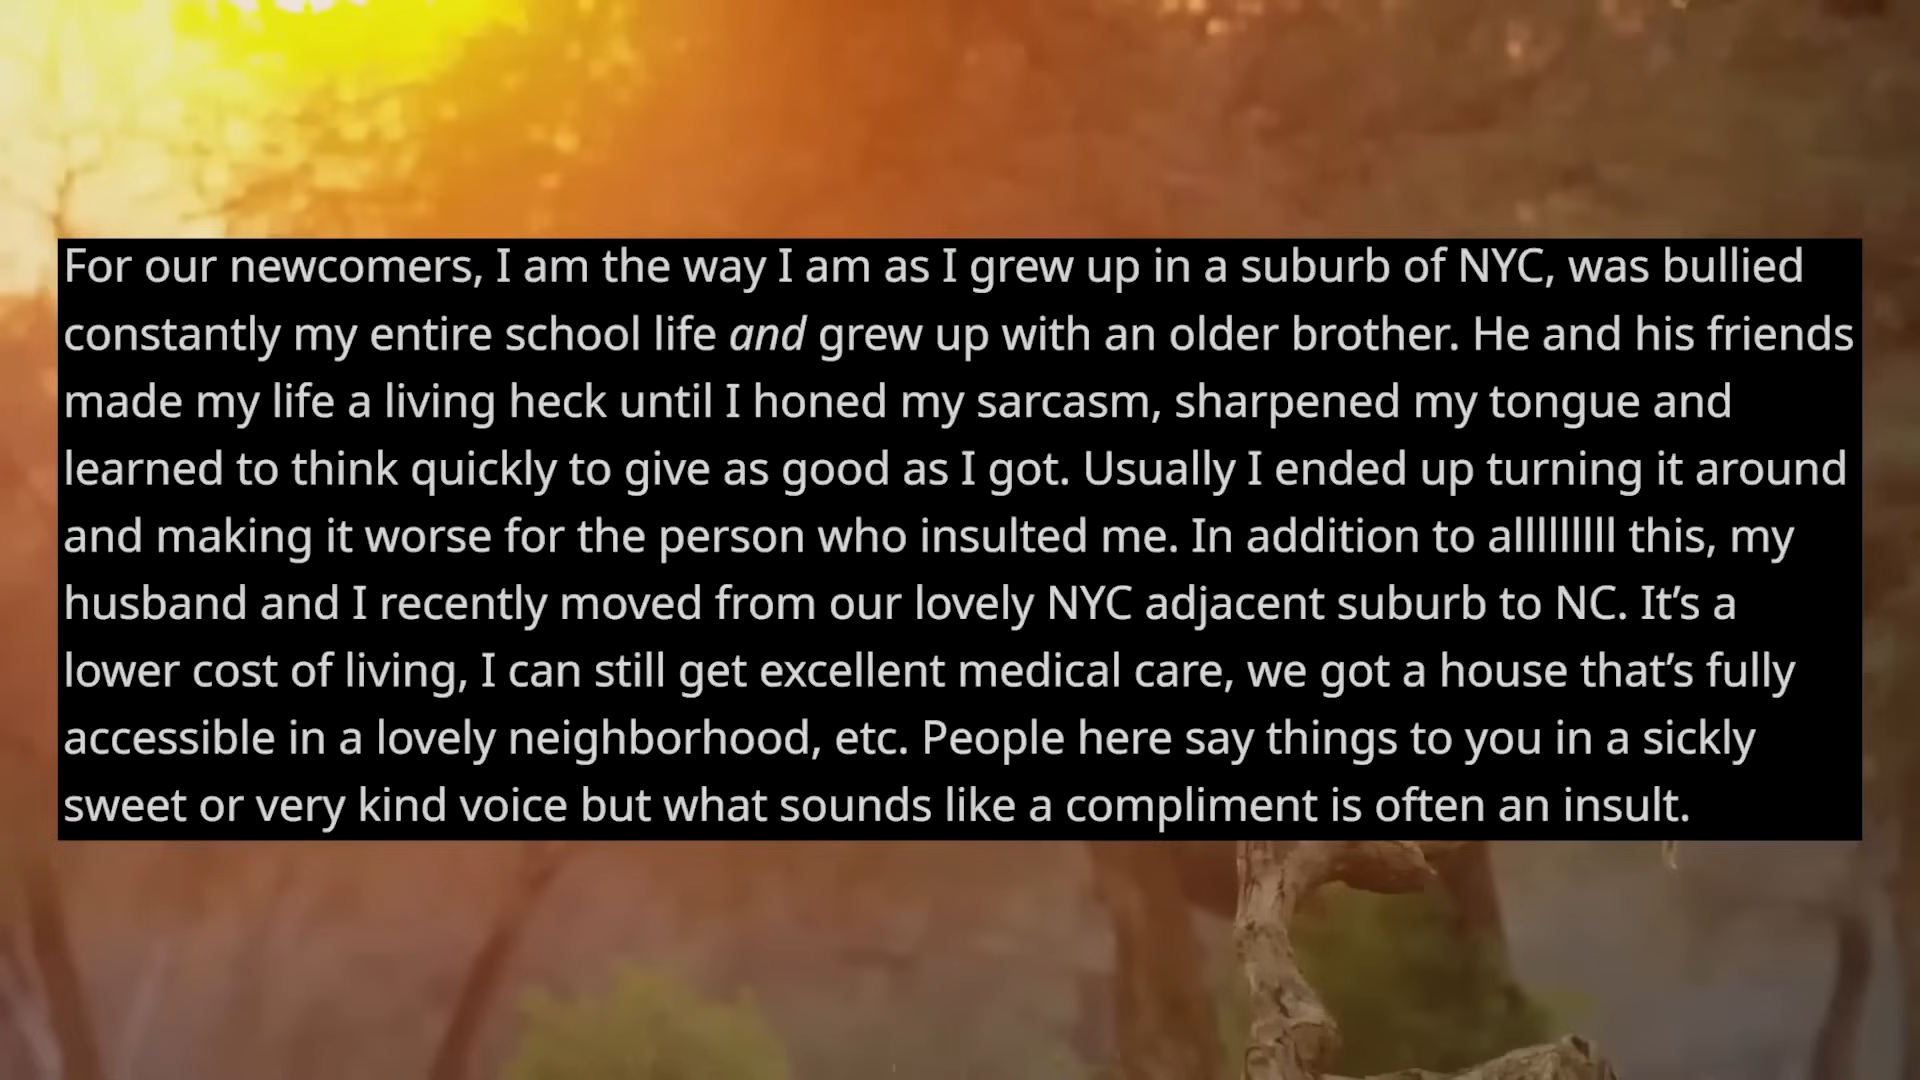 For our newcomers, I am the way I am as I grew up in a suburb of NYC, was bullied
constantly my entire school life and grew up with an older brother. He and his friends
made my life a living heck until I honed my sarcasm, sharpened my tongue and
learned to think quickly to give as good as I got. Usually I ended up turning it around
and making it worse for the person who insulted me. In addition to alllllllll this, my
husband and I recently moved from our lovely NYC adjacent suburb to NC. It’s a
lower cost of living, I can still get excellent medical care, we got a house that’s fully
accessible in a lovely neighborhood, etc. People here say things to you in a sickly
sweet or very kind voice but what sounds like a compliment is often an insult.